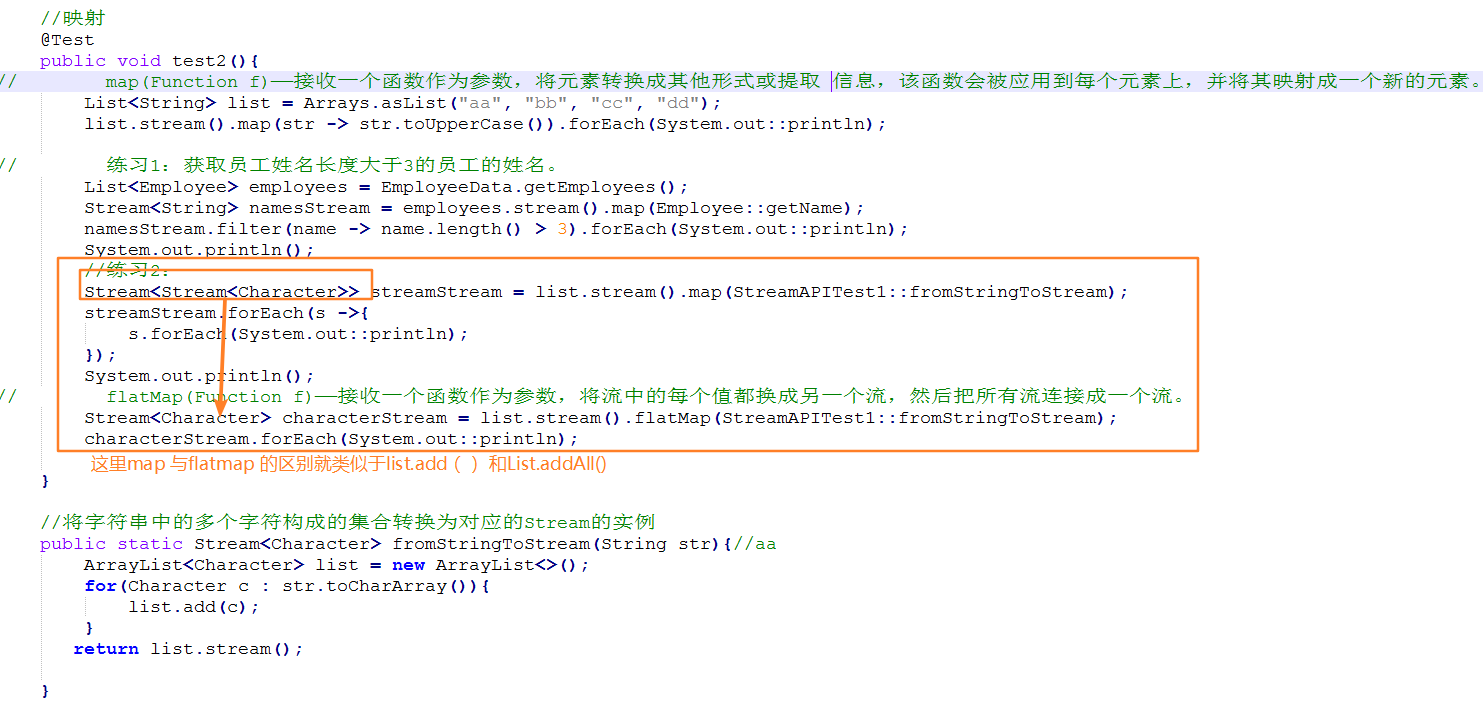 //映射
@Test
public void test2(){
// map(Function f)——接收一个函数作为参数，将元素转换成其他形式或提取 信息，该函数会被应用到每个元素上，并将其映射成一个新的元素。
List<String> list = Arrays.asList("aa", "bb", "cc", "dd");
list.stream().map(str -> str.toUpperCase()).forEach(System.out::println);
// 练习1：获取员工姓名长度大于3的员工的姓名。
List<Employee> employees = EmployeeData.getEmployees();
Stream<String> namesStream = employees.stream().map(Employee::getName);
namesStream.filter(name -> name.length() > 3).forEach(System.out::println);
System.out.println();
//练习2：
Stream<Stream<Character>> streamStream = list.stream().map(StreamAPITest1::fromStringToStream);
streamStream.forEach(s ->{
s.forEach(System.out::println);
});
System.out.println();
// flatMap(Function f)——接收一个函数作为参数，将流中的每个值都换成另一个流，然后把所有流连接成一个流。
Stream<Character> characterStream = list.stream().flatMap(StreamAPITest1::fromStringToStream);
characterStream.forEach(System.out::println);
这里map 与flatmap 的区别就类似于list.add（ ）和List.addAll()
}
//将字符串中的多个字符构成的集合转换为对应的Stream的实例
public static Stream<Character> fromStringToStream(String str){//aa
ArrayList<Character> list = new ArrayList<>();
for(Character c : str.toCharArray()){
list.add(c);
}
return list.stream();
}